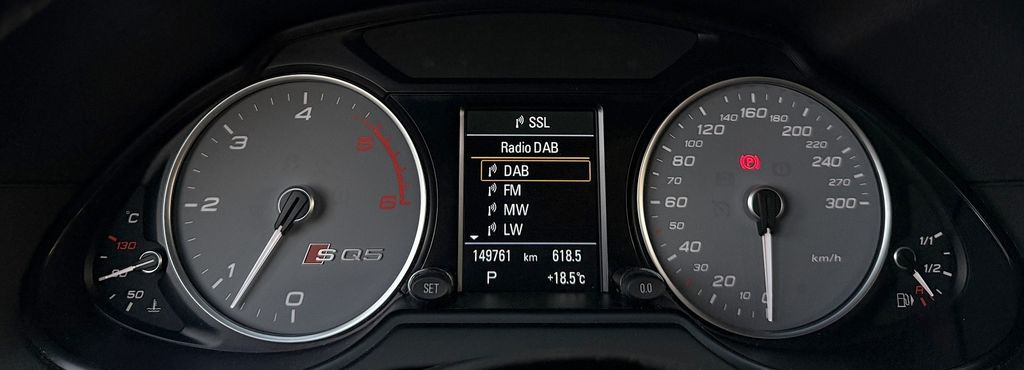 °C
130
90
50
4
3
2
1
0
5
6
SQ5
SET
SSL
Radio DAB
DAB
FM
MW
LW
149761 km 618.5
P +18.5°C
0.0
140 160 180
120 200
220
80 240
70 270
60 300
50
40 km/h
30
20
10 0
P
1/1
1/2
R